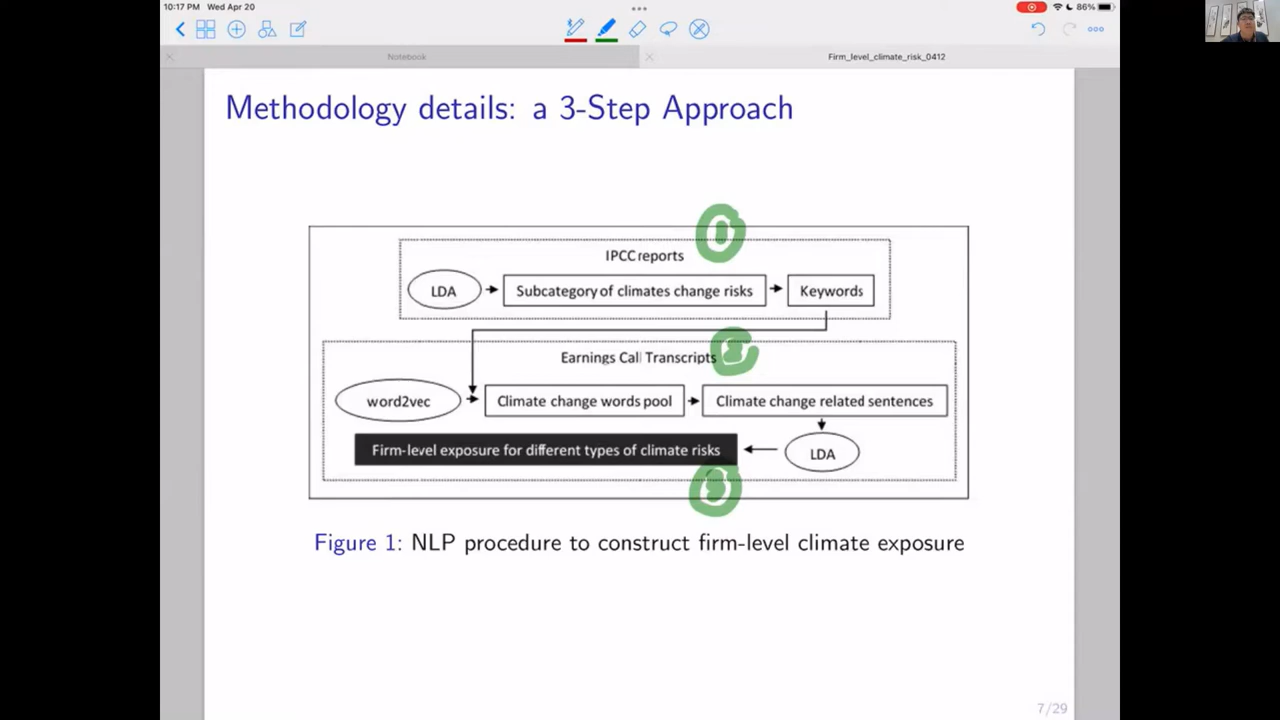 10:17 PM Wed Apr 20
86%
Notebook
Firm_level_climate_risk_0412
Methodology details: a 3-Step Approach
IPCC reports
LDA
Subcategory of climates change risks
Keywords
Earnings Call Transcripts
word2vec
Climate change words pool
Climate change related sentences
Firm-level exposure for different types of climate risks
LDA
Figure 1: NLP procedure to construct firm-level climate exposure
7/29